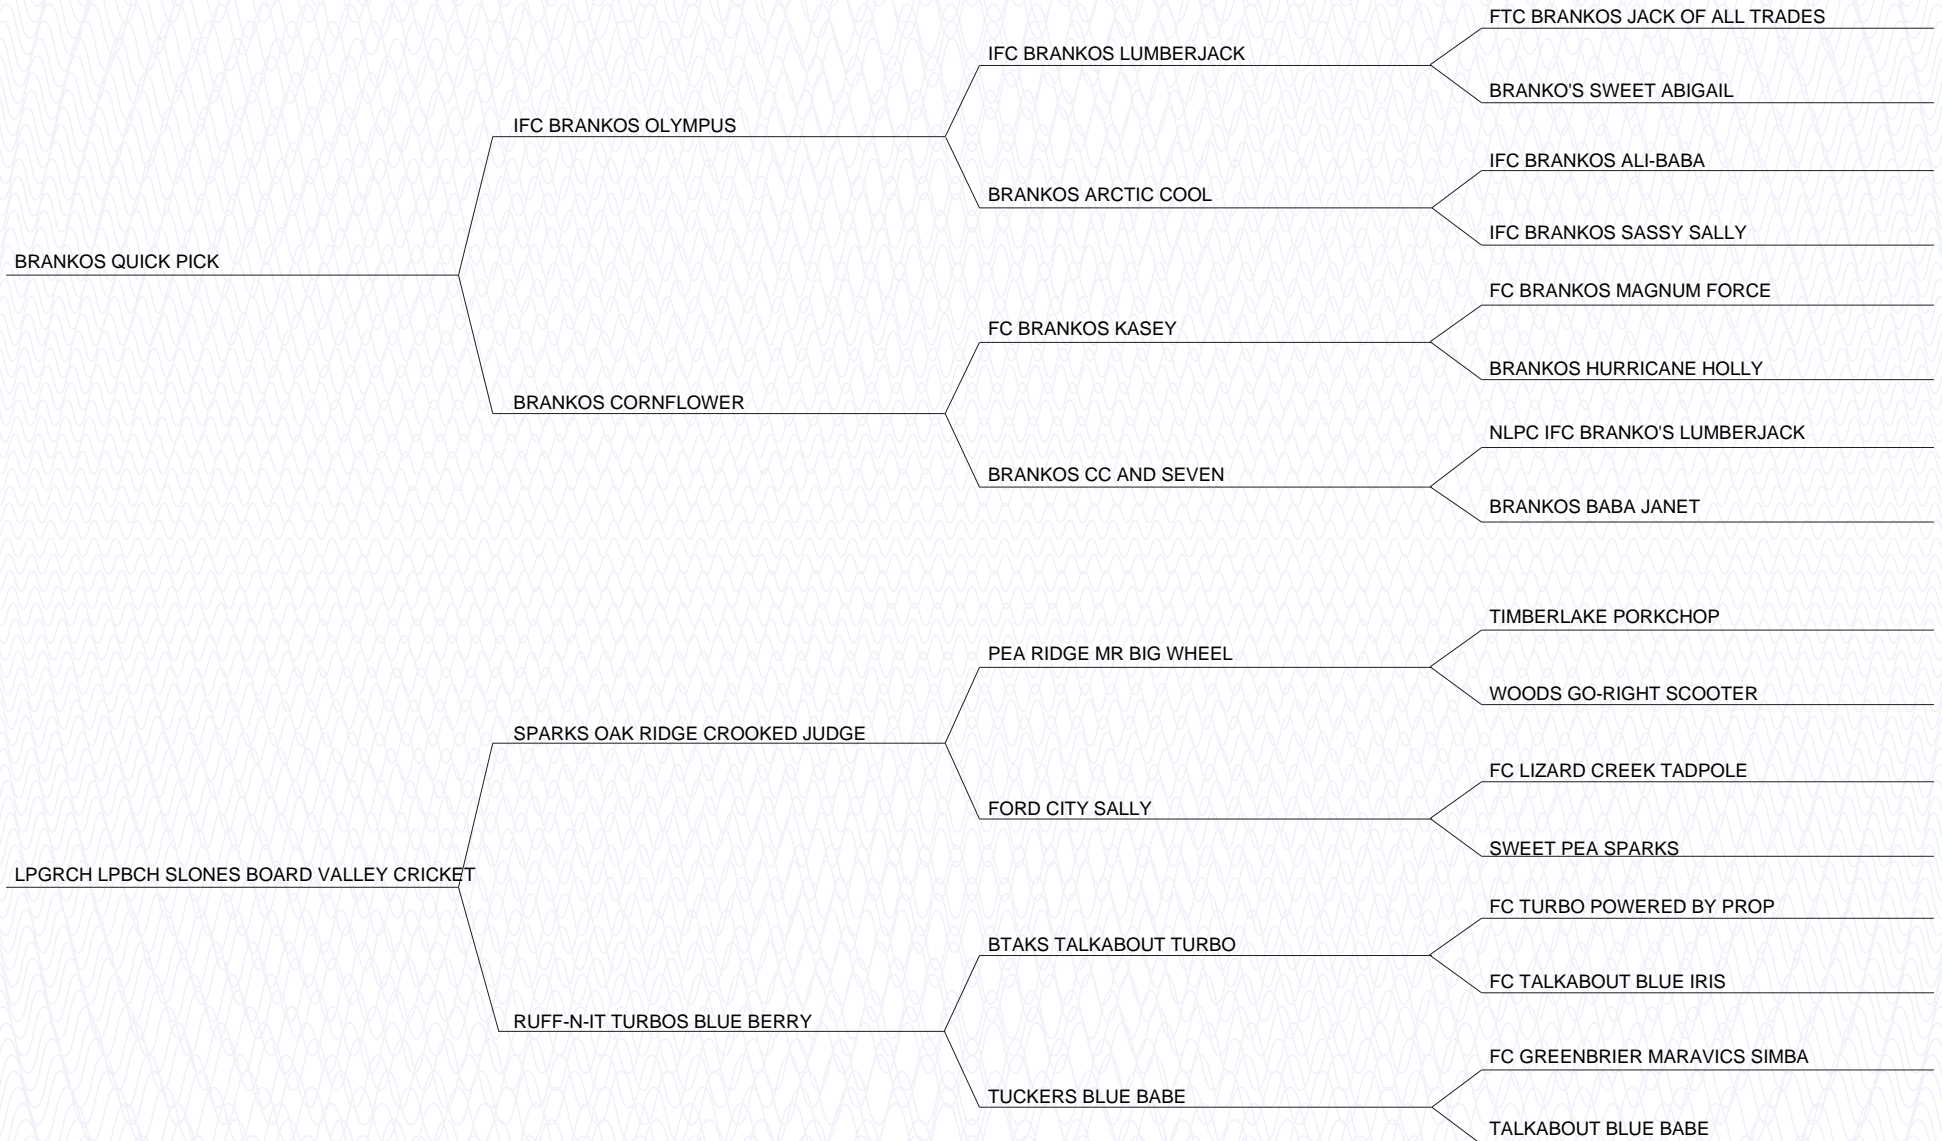 FTC BRANKOS JACK OF ALL TRADES
IFC BRANKOS LUMBERJACK
BRANKO'S SWEET ABIGAIL
IFC BRANKOS OLYMPUS
IFC BRANKOS ALI-BABA
BRANKOS ARCTIC COOL
IFC BRANKOS SASSY SALLY
BRANKOS QUICK PICK
FC BRANKOS MAGNUM FORCE
FC BRANKOS KASEY
BRANKOS HURRICANE HOLLY
BRANKOS CORNFLOWER
NLPC IFC BRANKO'S LUMBERJACK
BRANKOS CC AND SEVEN
BRANKOS BABA JANET
TIMBERLAKE PORKCHOP
PEA RIDGE MR BIG WHEEL
WOODS GO-RIGHT SCOOTER
SPARKS OAK RIDGE CROOKED JUDGE
FC LIZARD CREEK TADPOLE
FORD CITY SALLY
SWEET PEA SPARKS
LPGRCH LPBCH SLONES BOARD VALLEY CRICKET
FC TURBO POWERED BY PROP
BTAKS TALKABOUT TURBO
FC TALKABOUT BLUE IRIS
RUFF-N-IT TURBOS BLUE BERRY
FC GREENBRIER MARAVICS SIMBA
TUCKERS BLUE BABE
TALKABOUT BLUE BABE